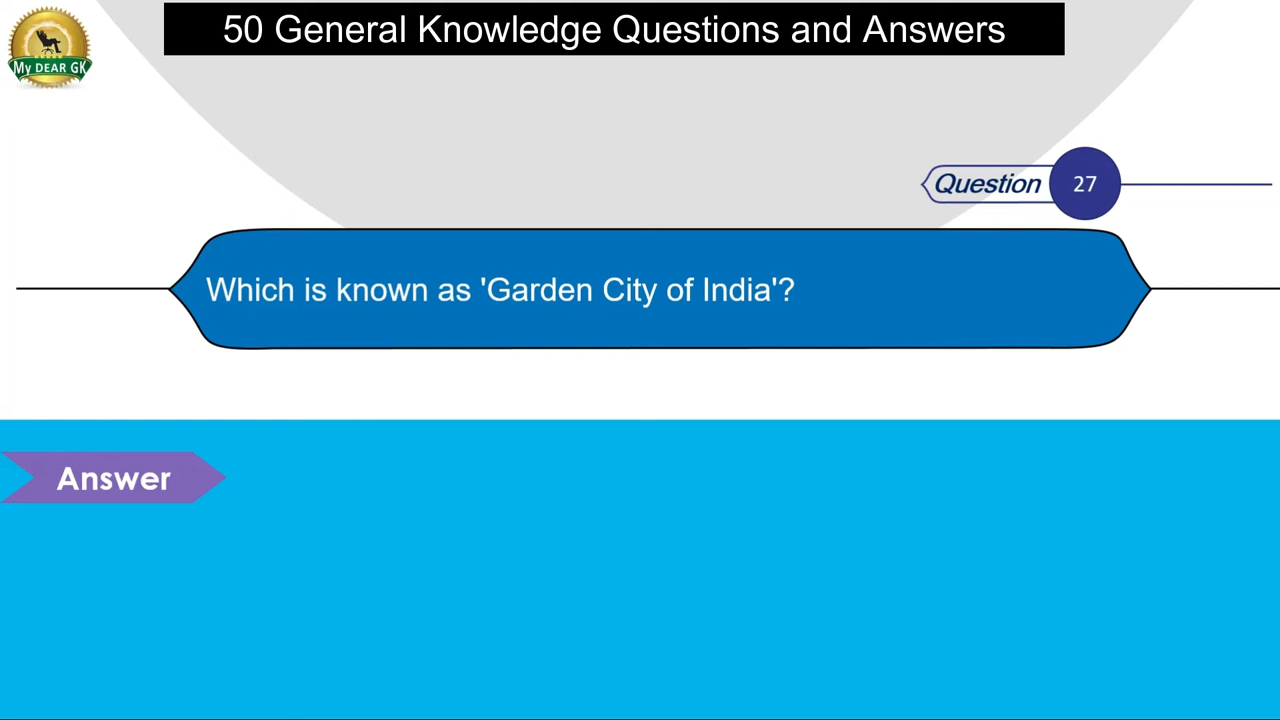 50 General Knowledge Questions and Answers
My DEAR GK
Question 27
Which is known as 'Garden City of India'?
Answer